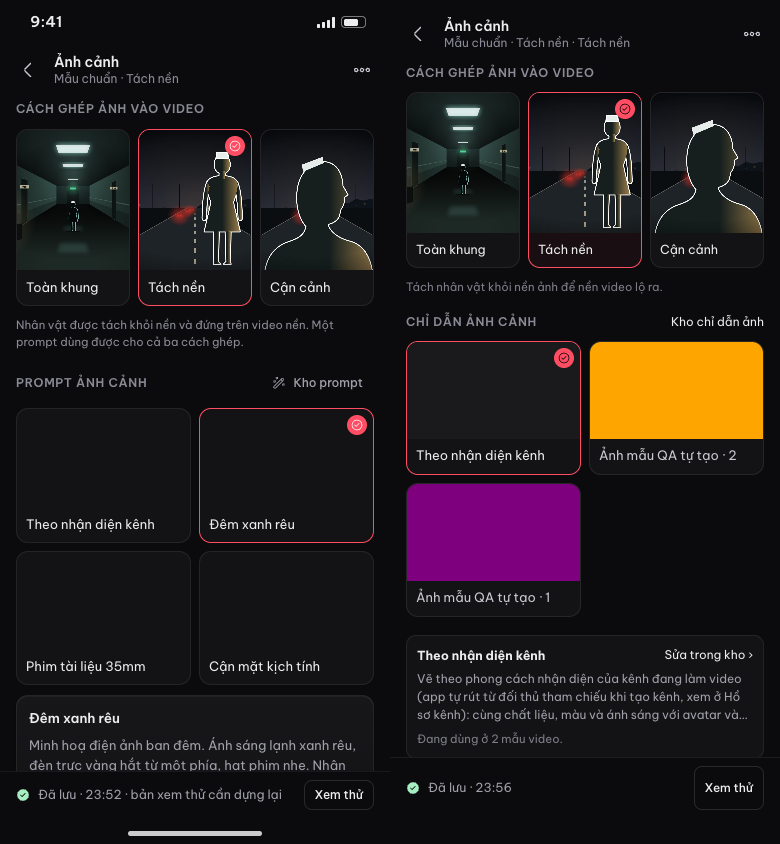 9:41
Ảnh cảnh
Mẫu chuẩn · Tách nền
CÁCH GHÉP ẢNH VÀO VIDEO
Toàn khung
Tách nền
Cận cảnh
Nhân vật được tách khỏi nền và đứng trên video nền. Một
prompt dùng được cho cả ba cách ghép.
PROMPT ẢNH CẢNH
Kho prompt
Theo nhận diện kênh
Đêm xanh rêu
Phim tài liệu 35mm
Cận mặt kịch tính
Đêm xanh rêu
Minh hoạ điện ảnh ban đêm. Ánh sáng lạnh xanh rêu,
đèn trực vàng hắt từ một phía, hạt phim nhẹ. Nhân
Đã lưu · 23:52 · bản xem thử cần dựng lại
Xem thử
Ảnh cảnh
Mẫu chuẩn · Tách nền · Tách nền
CÁCH GHÉP ẢNH VÀO VIDEO
Toàn khung
Tách nền
Cận cảnh
Tách nhân vật khỏi nền ảnh để nền video lộ ra.
CHỈ DẪN ẢNH CẢNH
Kho chỉ dẫn ảnh
Theo nhận diện kênh
Ảnh mẫu QA tự tạo · 2
Ảnh mẫu QA tự tạo · 1
Theo nhận diện kênh
Sửa trong kho ›
Vẽ theo phong cách nhận diện của kênh đang làm video
(app tự rút từ đối thủ tham chiếu khi tạo kênh, xem ở Hồ
sơ kênh): cùng chất liệu, màu và ánh sáng với avatar và...
Đang dùng ở 2 mẫu video.
Đã lưu · 23:56
Xem thử